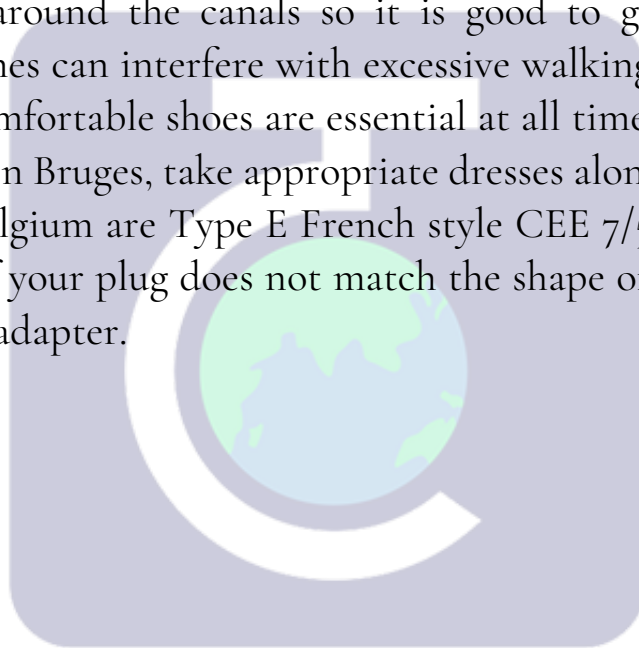 around the canals so it is good to g
nes can interfere with excessive walking
mfortable shoes are essential at all time
n Bruges, take appropriate dresses alon
lgium are Type E French style CEE 7/5
f your plug does not match the shape o
adapter.